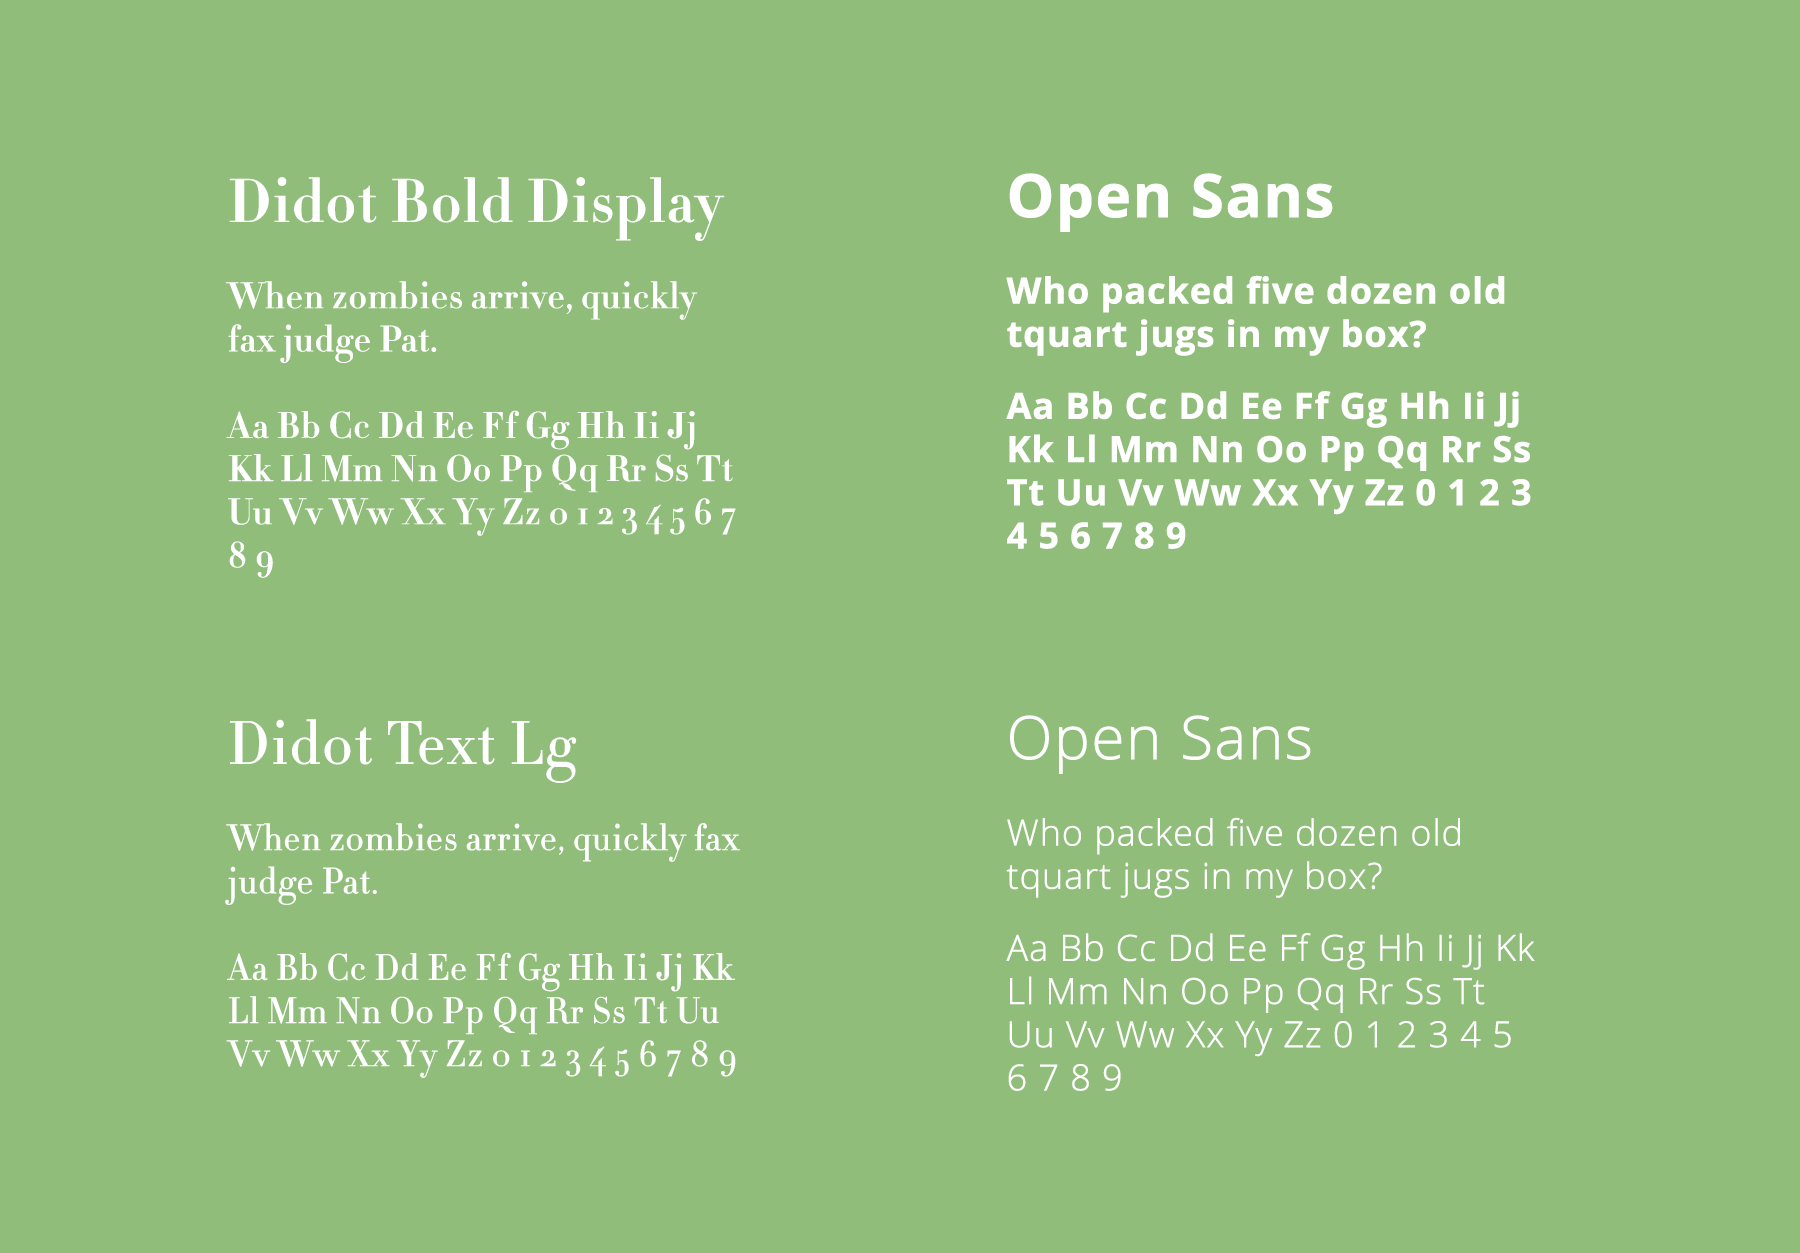 Didot Bold Display
When zombies arrive, quickly
fax judge Pat.
Aa Bb Cc Dd Ee Ff Gg Hh Ii Jj
Kk Ll Mm Nn Oo Pp Qq Rr Ss Tt
Uu Vv Ww Xx Yy Zz 0 1 2 3 4 5 6 7
8 9
Open Sans
Who packed five dozen old
tquart jugs in my box?
Aa Bb Cc Dd Ee Ff Gg Hh Ii Jj
Kk Ll Mm Nn Oo Pp Qq Rr Ss
Tt Uu Vv Ww Xx Yy Zz 0 1 2 3
4 5 6 7 8 9
Didot Text Lg
When zombies arrive, quickly fax
judge Pat.
Aa Bb Cc Dd Ee Ff Gg Hh Ii Jj Kk
Ll Mm Nn Oo Pp Qq Rr Ss Tt Uu
Vv Ww Xx Yy Zz 0 1 2 3 4 5 6 7 8 9
Open Sans
Who packed five dozen old
tquart jugs in my box?
Aa Bb Cc Dd Ee Ff Gg Hh Ii Jj Kk
Ll Mm Nn Oo Pp Qq Rr Ss Tt
Uu Vv Ww Xx Yy Zz 0 1 2 3 4 5
6 7 8 9